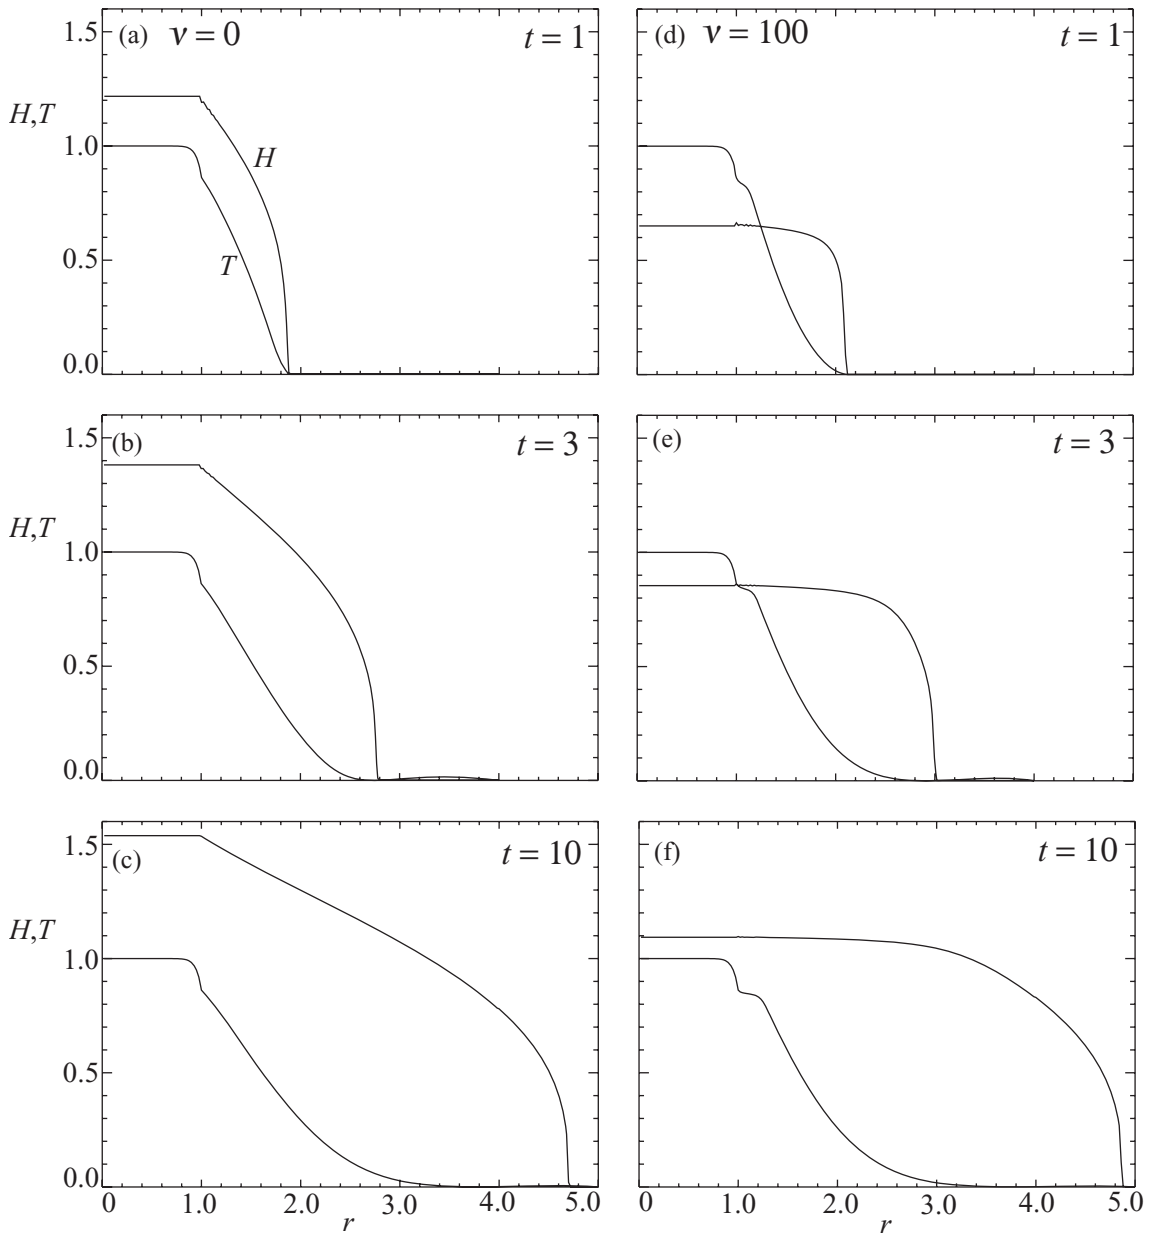 (a) ν = 0 t = 1
1.5
H,T
1.0
0.5
0.0
H
T
(d) ν = 100 t = 1
(b) t = 3
1.5
H,T
1.0
0.5
0.0
(e) t = 3
(c) t = 10
1.5
H,T
1.0
0.5
0.0
0 1.0 2.0 3.0 4.0 5.0
r
(f) t = 10
0 1.0 2.0 3.0 4.0 5.0
r